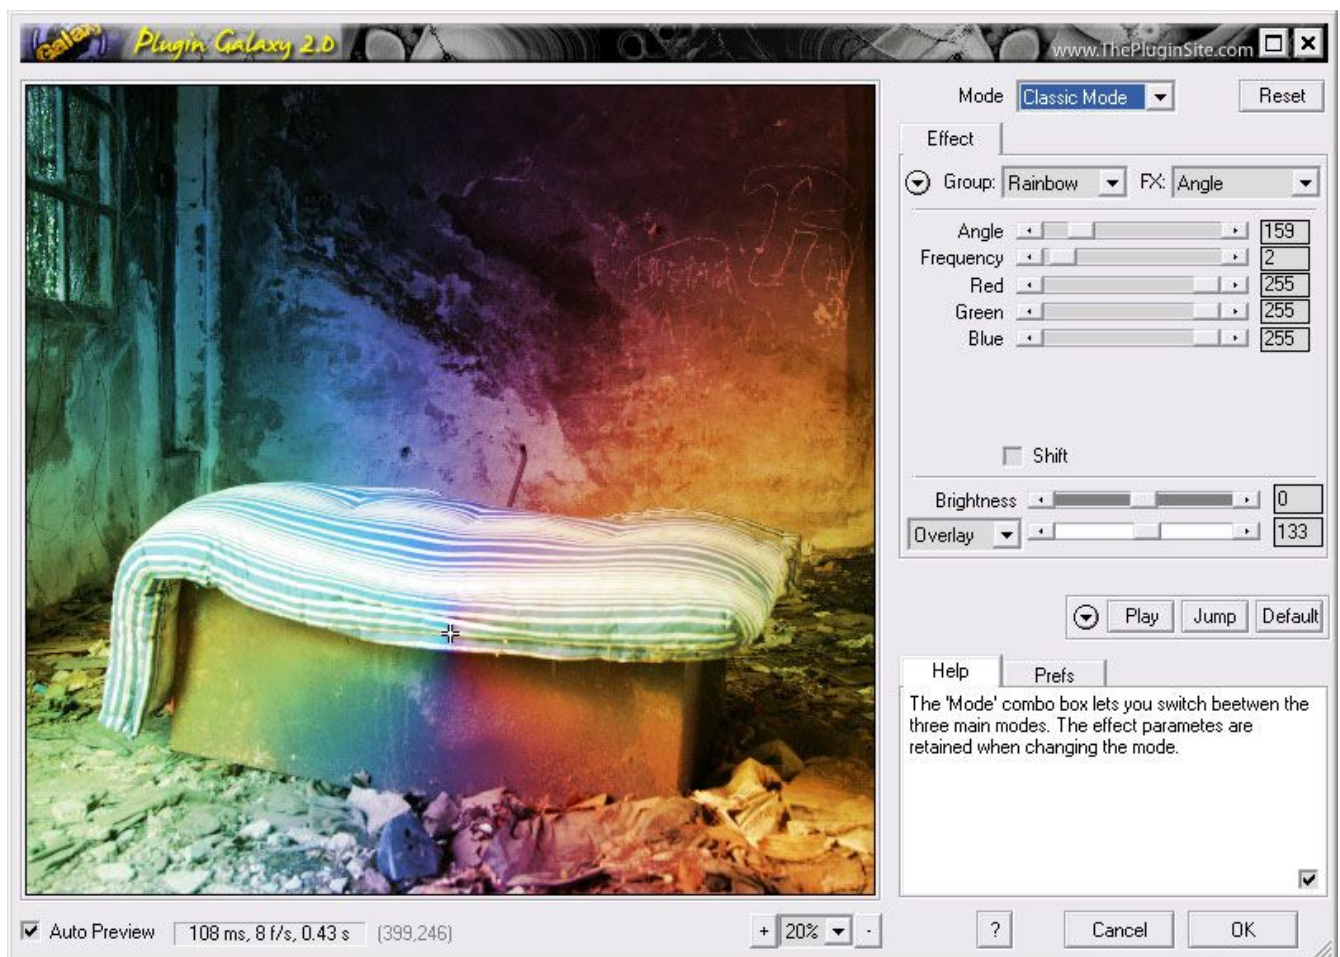 Galaxy
Plugin Galaxy 2.0
www.ThePluginSite.com
Mode Classic Mode Reset
Effect
Group: Rainbow FX: Angle
Angle 159
Frequency 2
Red 255
Green 255
Blue 255
Shift
Brightness 0
Overlay 133
Play Jump Default
Help Prefs
The 'Mode' combo box lets you switch beetwen the
three main modes. The effect parametes are
retained when changing the mode.
Auto Preview 108 ms, 8 f/s, 0.43 s (399,246) + 20% - ? Cancel OK